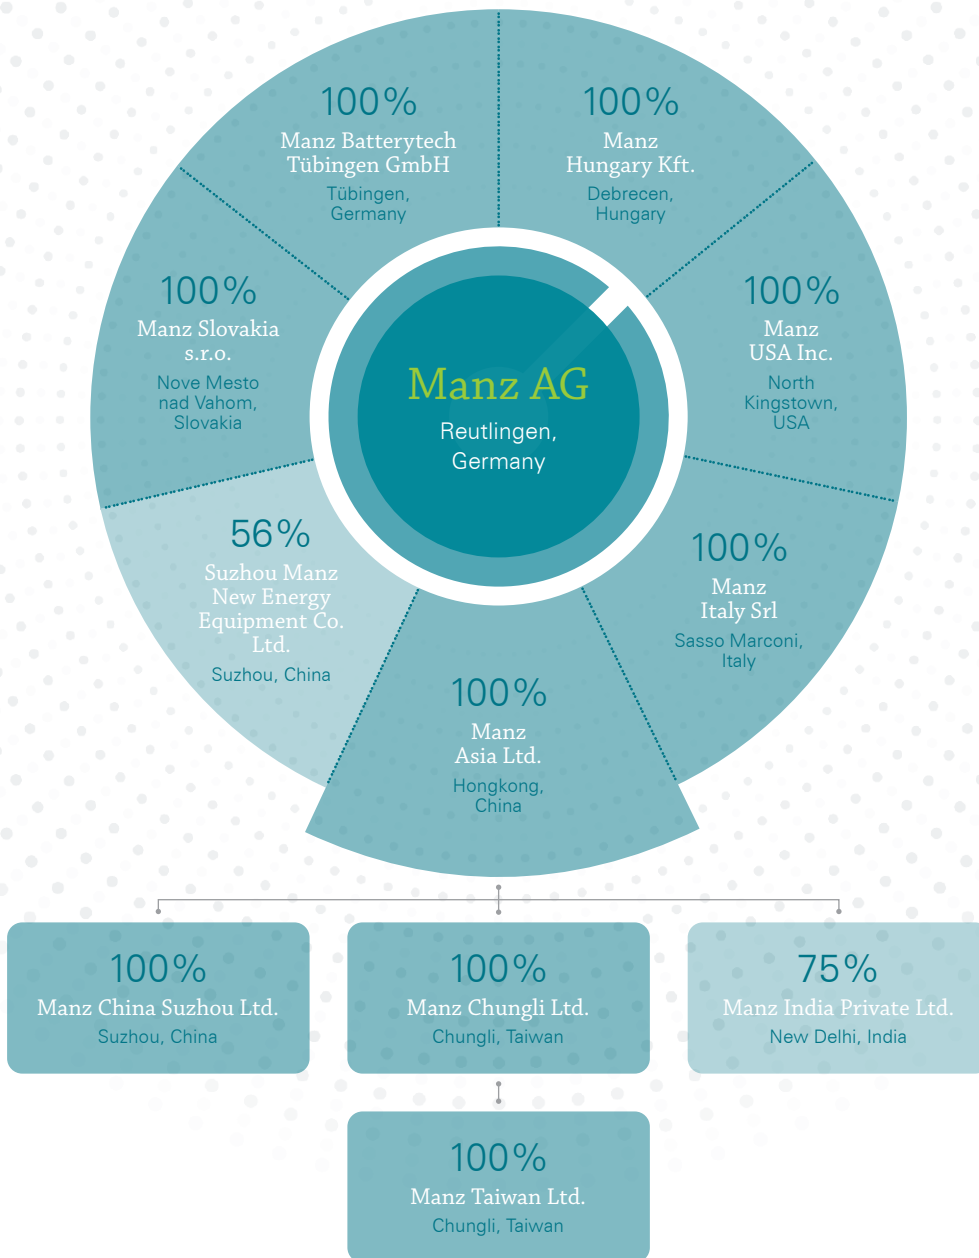 100%
Manz Batterytech
Tübingen GmbH
Tübingen,
Germany
100%
Manz
Hungary Kft.
Debrecen,
Hungary
100%
Manz Slovakia
s.r.o.
Nove Mesto
nad Vahom,
Slovakia
100%
Manz
USA Inc.
North
Kingstown,
USA
Manz AG
Reutlingen,
Germany
56%
Suzhou Manz
New Energy
Equipment Co.
Ltd.
Suzhou, China
100%
Manz
Italy Srl
Sasso Marconi,
Italy
100%
Manz
Asia Ltd.
Hongkong,
China
100%
Manz China Suzhou Ltd.
Suzhou, China
100%
Manz Chungli Ltd.
Chungli, Taiwan
75%
Manz India Private Ltd.
New Delhi, India
100%
Manz Taiwan Ltd.
Chungli, Taiwan